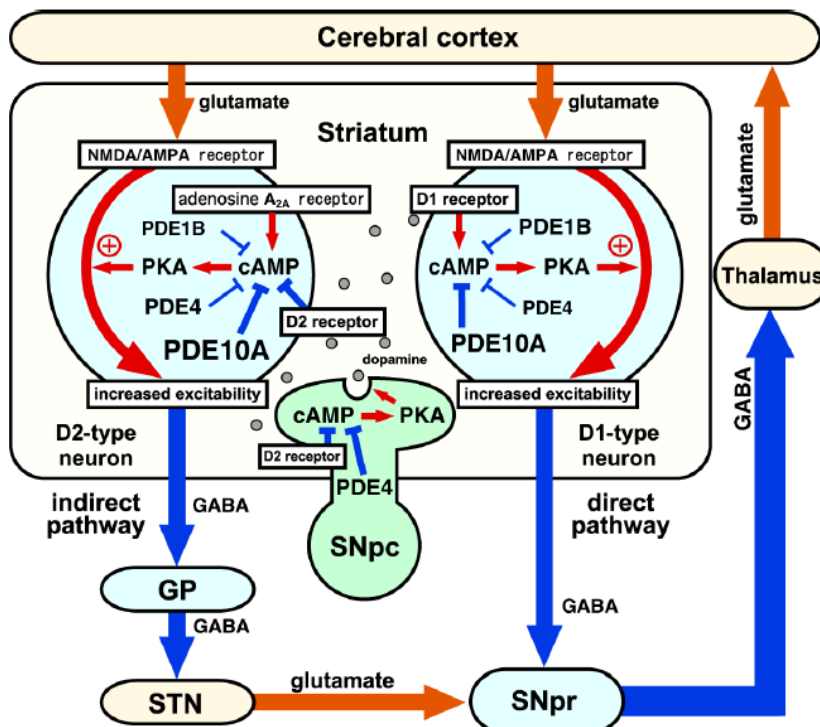 Cerebral cortex
glutamate
glutamate
Striatum
NMDA/AMPA receptor
NMDA/AMPA receptor
adenosine A2A receptor
D1 receptor
PDE1B
PDE1B
+
PKA
cAMP
cAMP
PKA
+
PDE4
PDE4
D2 receptor
PDE10A
PDE10A
dopamine
increased excitability
increased excitability
cAMP
PKA
D2-type
neuron
D2 receptor
D1-type
neuron
PDE4
indirect
pathway
GABA
SNpc
direct
pathway
GP
GABA
GABA
STN
glutamate
SNpr
Thalamus
glutamate
GABA